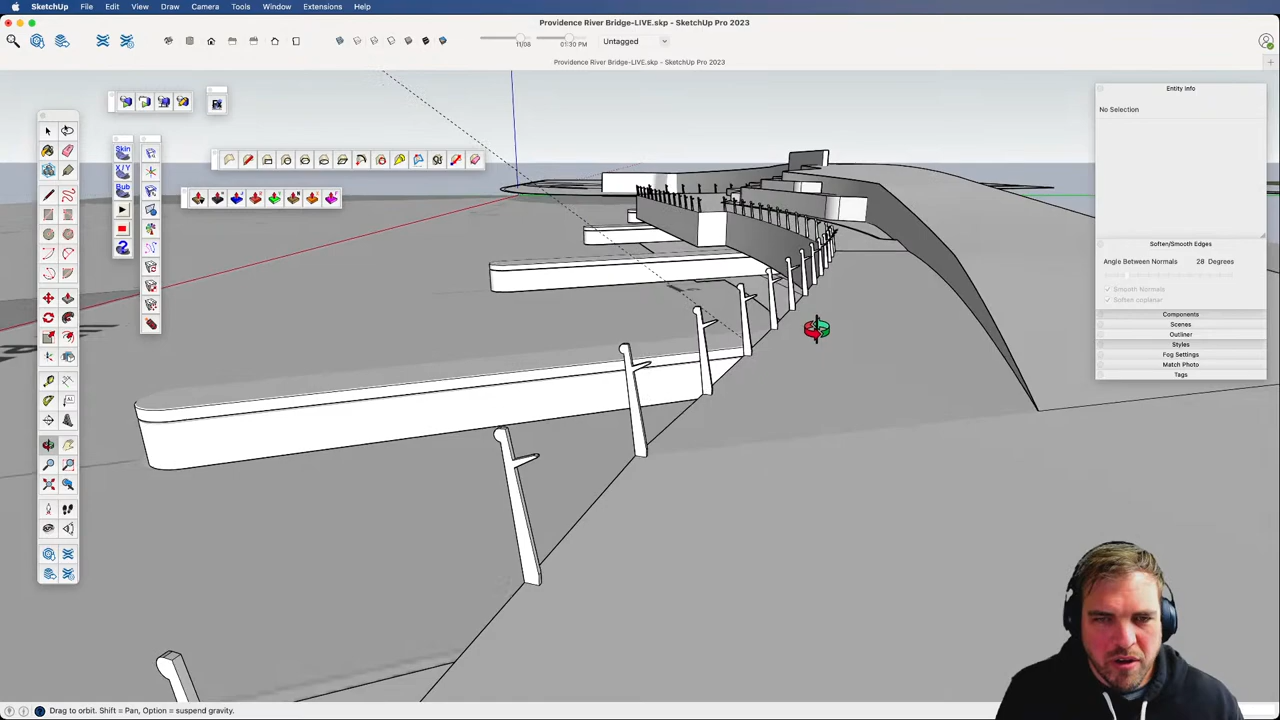 SketchUp File Edit View Draw Camera Tools Window Extensions Help
Providence River Bridge-LIVE.skp - SketchUp Pro 2023
11/08 01:30 PM Untagged
Providence River Bridge-LIVE.skp - SketchUp Pro 2023
Entity Info
No Selection
Skin
X/Y
Bub
Soften/Smooth Edges
Angle Between Normals 20 Degrees
Smooth Normals
Soften coplanar
Components
Scenes
Outliner
Styles
Fog Settings
Match Photo
Tags
Drag to orbit. Shift = Pan, Option = suspend gravity.